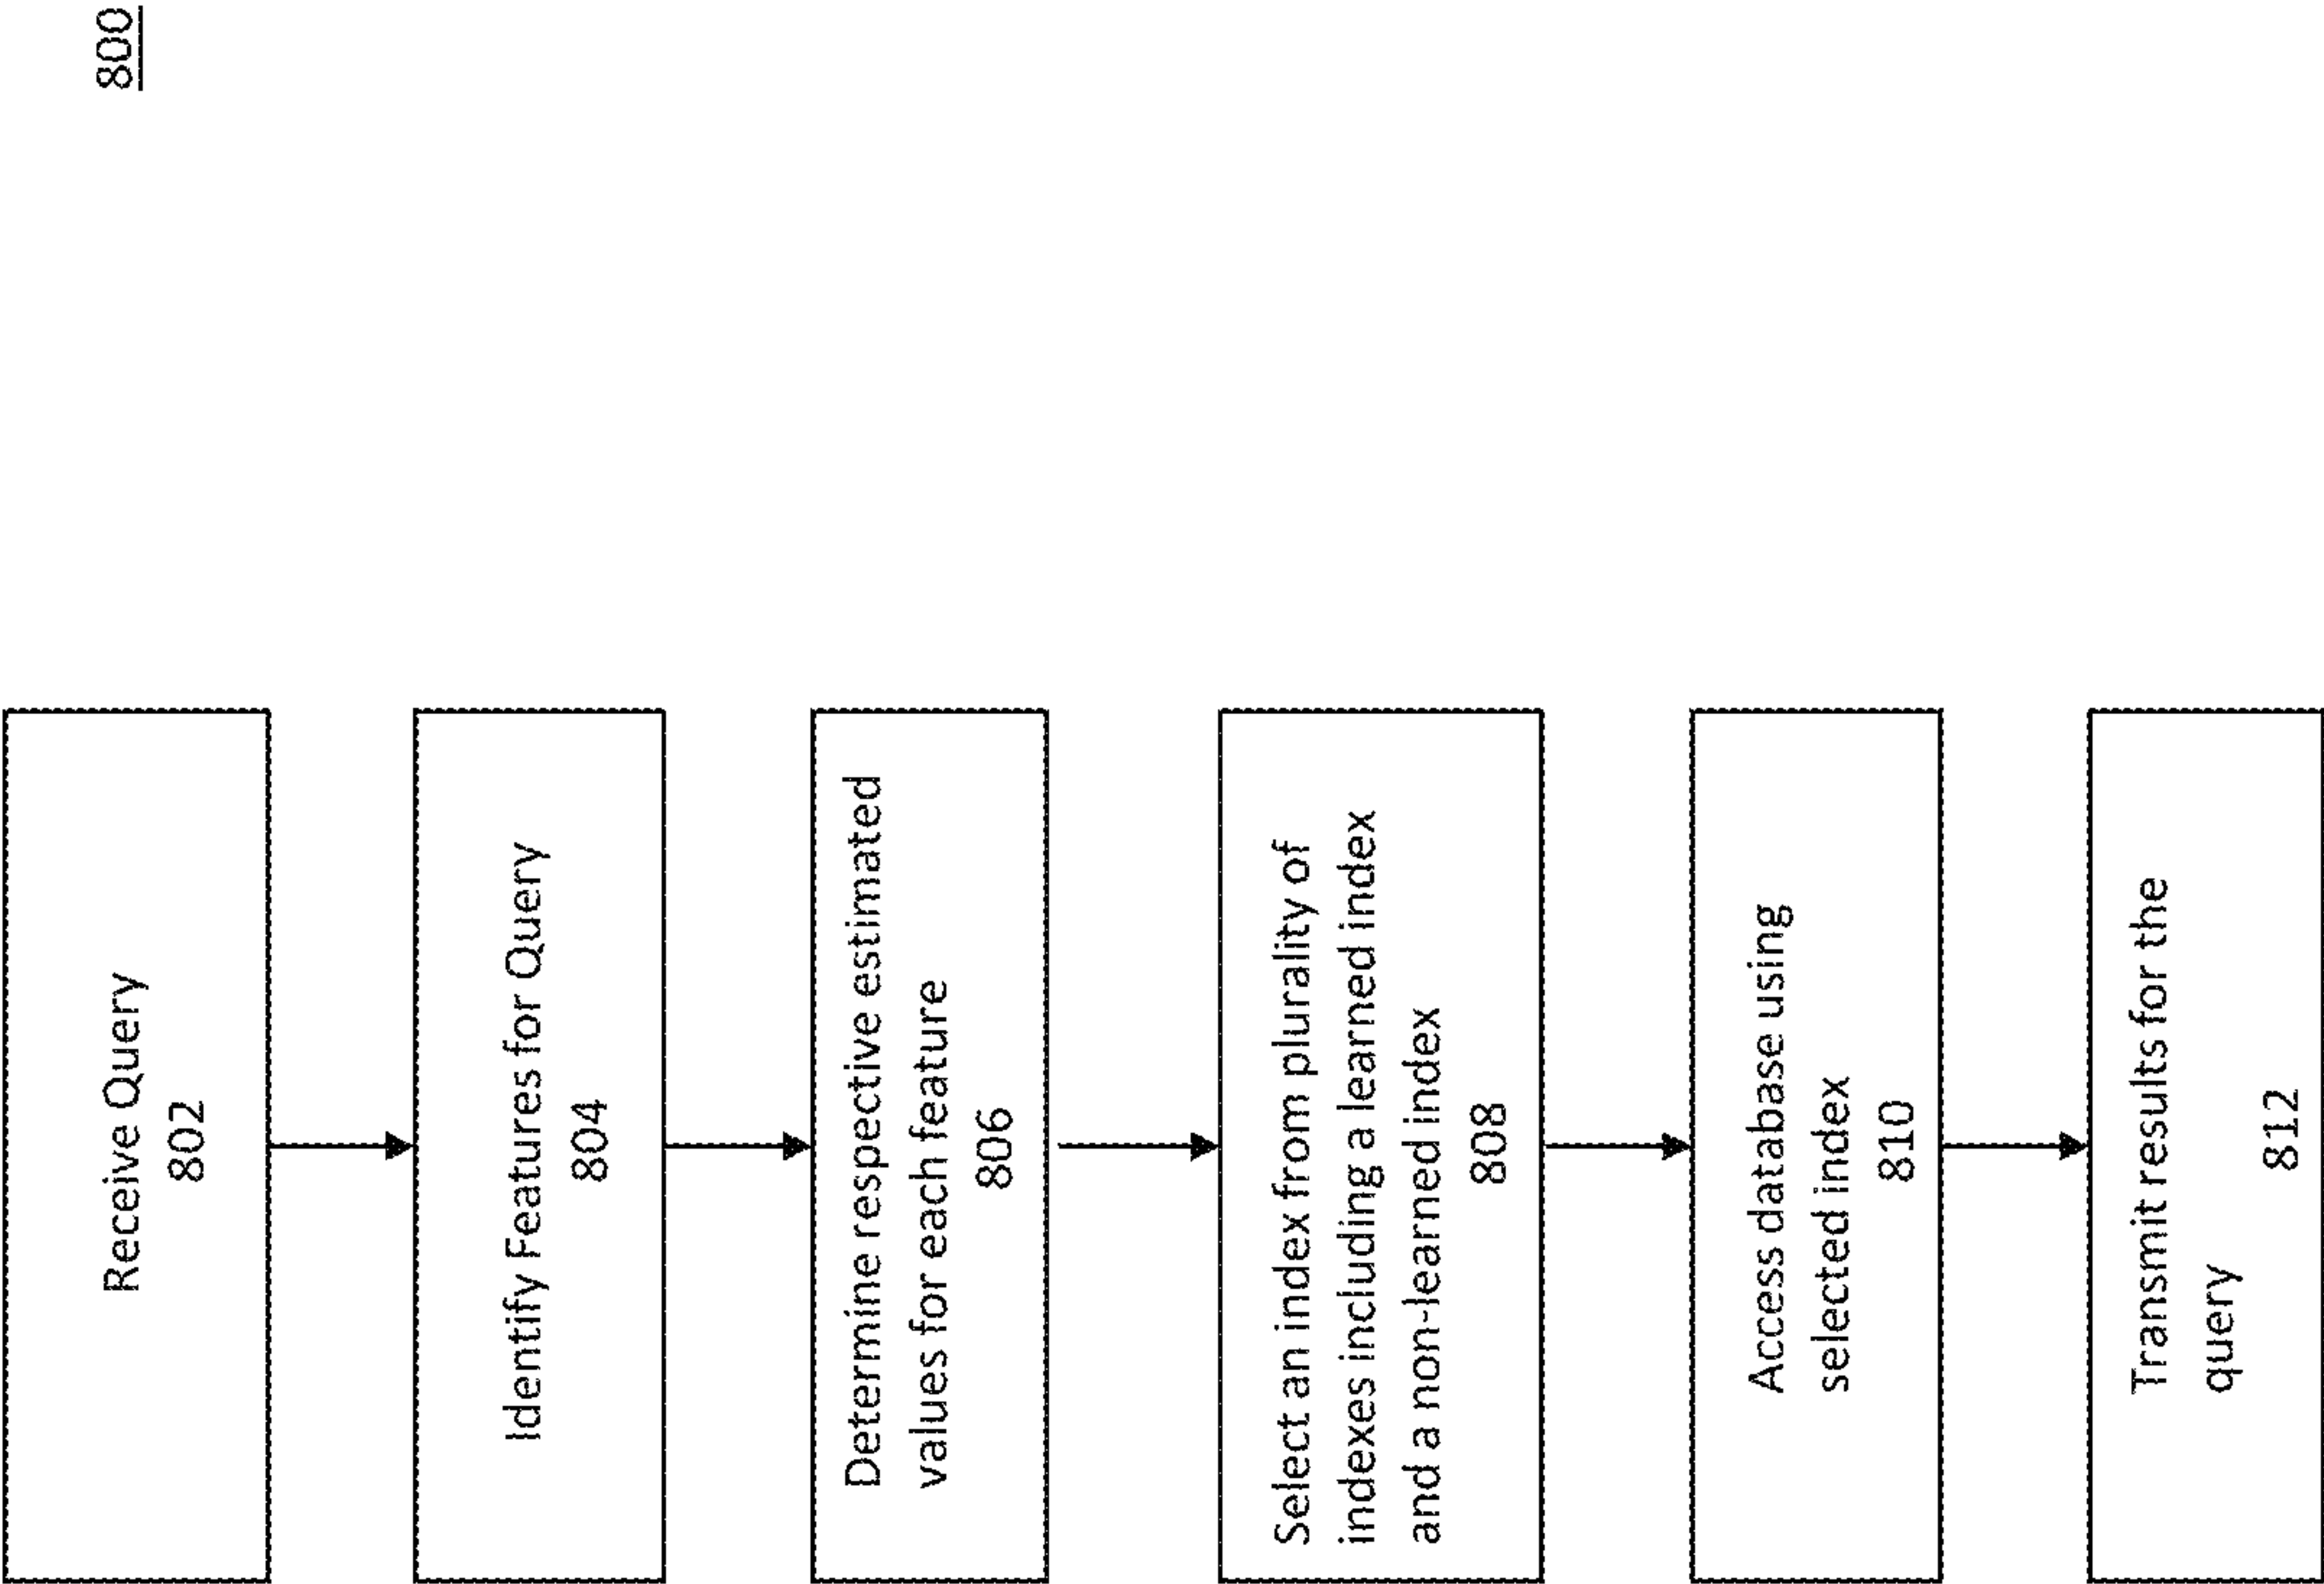 800
Receive Query
802
Identify Features for Query
804
Determine respective estimated
values for each feature
806
Select an index from plurality of
indexes including a learned index
and a non-learned index
808
Access database using
selected index
810
Transmit results for the
query
812